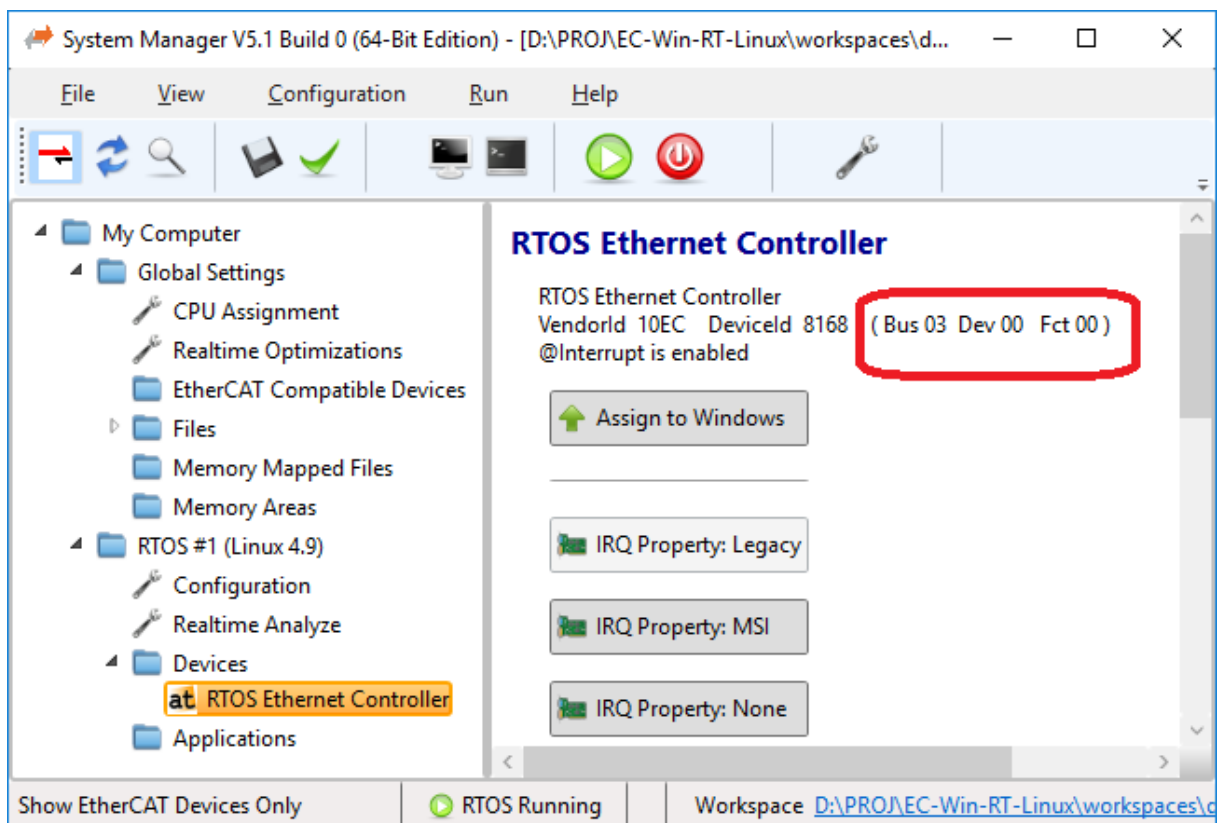 System Manager V5.1 Build 0 (64-Bit Edition) - [D:\PROJ\EC-Win-RT-Linux\workspaces\d...
File View Configuration Run Help
My Computer
Global Settings
CPU Assignment
Realtime Optimizations
EtherCAT Compatible Devices
Files
Memory Mapped Files
Memory Areas
RTOS #1 (Linux 4.9)
Configuration
Realtime Analyze
Devices
at RTOS Ethernet Controller
Applications
RTOS Ethernet Controller
RTOS Ethernet Controller
VendorId 10EC DeviceId 8168 ( Bus 03 Dev 00 Fct 00 )
@Interrupt is enabled
Assign to Windows
IRQ Property: Legacy
IRQ Property: MSI
IRQ Property: None
Show EtherCAT Devices Only RTOS Running Workspace D:\PROJ\EC-Win-RT-Linux\workspaces\d